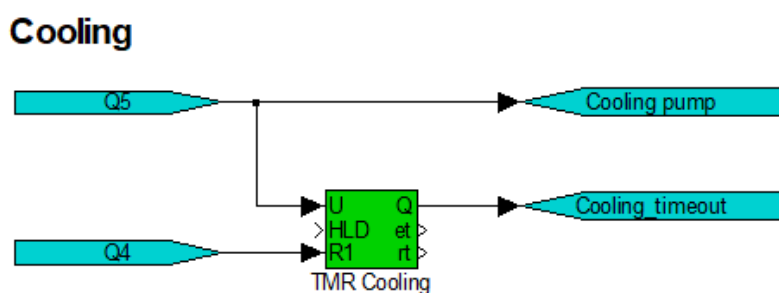 Cooling
Q5
Cooling pump
U
Q
Cooling_timeout
HLD
et
Q4
R1
rt
TMR Cooling